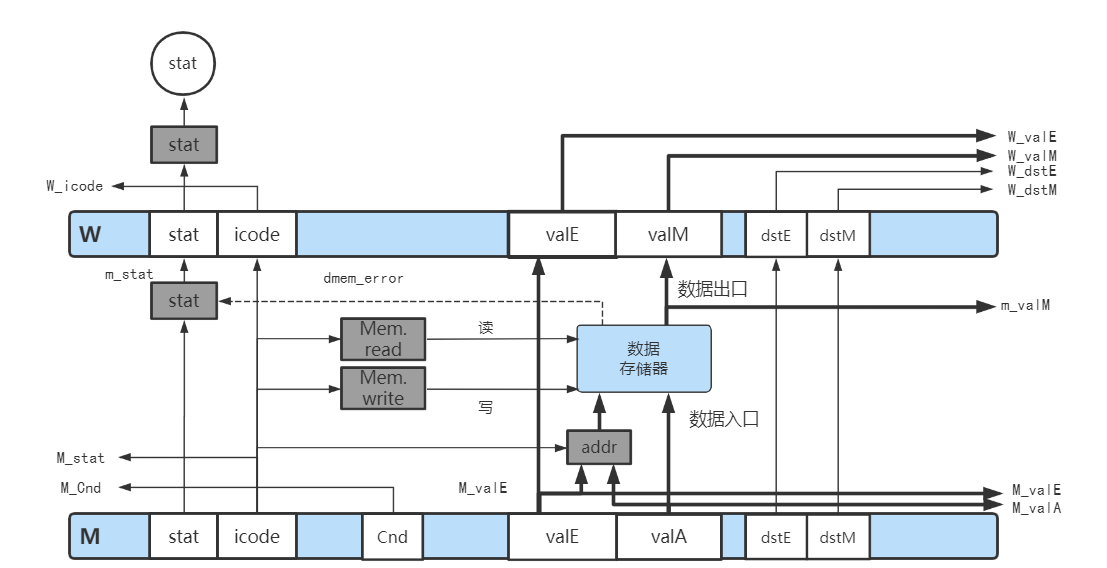 stat
stat
W_valE
W_valM
W_dstE
W_icode
W_dstM
W
stat
icode
valE
valM
dstE
dstM
m_stat
dmem_error
数据出口
stat
m_valM
Mem.
read
读
数据
存储器
Mem.
write
写
数据入口
addr
M_stat
M_Cnd
M_valE
M_valE
M_valA
M
stat
icode
Cnd
valE
valA
dstE
dstM